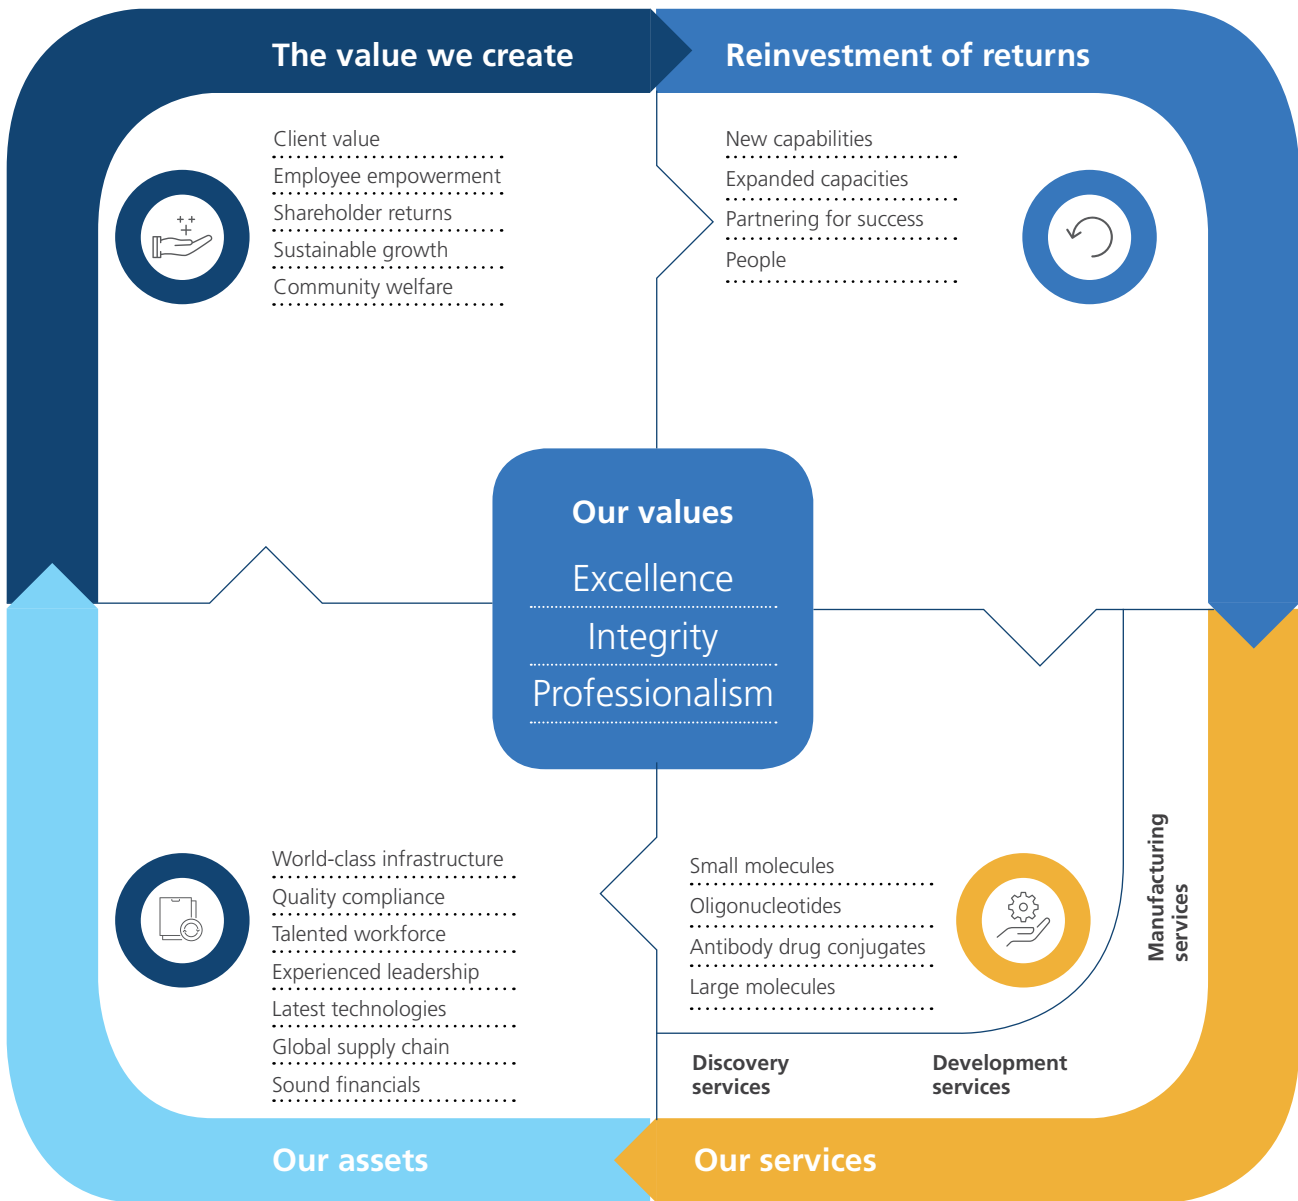 The value we create
Client value
Employee empowerment
Shareholder returns
Sustainable growth
Community welfare
Reinvestment of returns
New capabilities
Expanded capacities
Partnering for success
People
Our values
Excellence
Integrity
Professionalism
World-class infrastructure
Quality compliance
Talented workforce
Experienced leadership
Latest technologies
Global supply chain
Sound financials
Our assets
Small molecules
Oligonucleotides
Antibody drug conjugates
Large molecules
Discovery
services
Development
services
Manufacturing
services
Our services